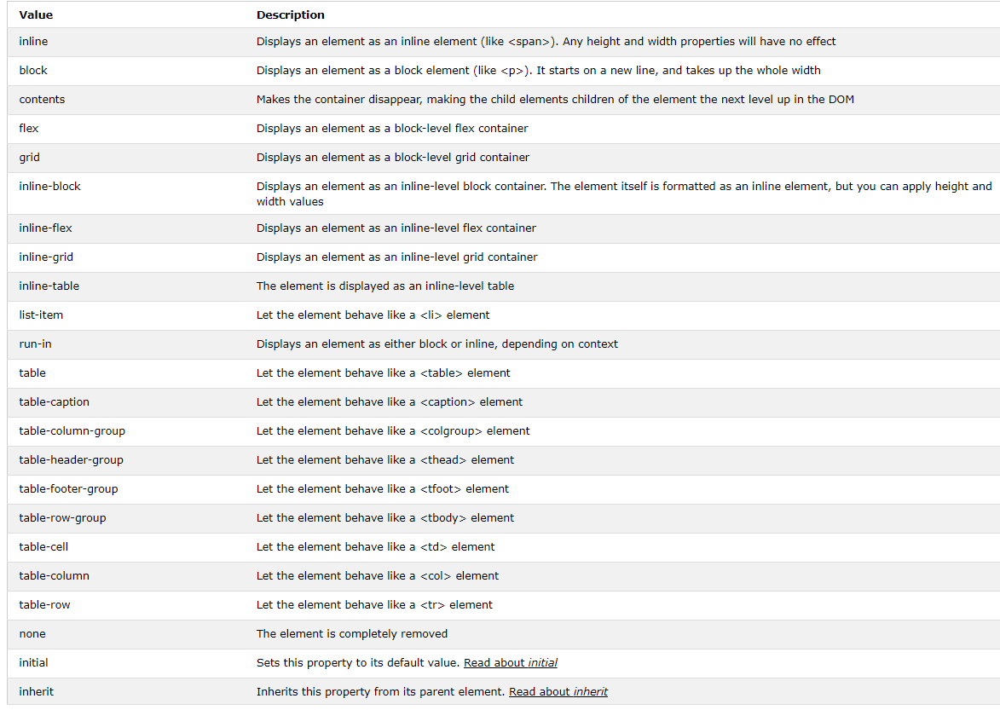 Value Description
inline Displays an element as an inline element (like <span>). Any height and width properties will have no effect
block Displays an element as a block element (like <p>). It starts on a new line, and takes up the whole width
contents Makes the container disappear, making the child elements children of the element the next level up in the DOM
flex Displays an element as a block-level flex container
grid Displays an element as a block-level grid container
inline-block Displays an element as an inline-level block container. The element itself is formatted as an inline element, but you can apply height and
width values
inline-flex Displays an element as an inline-level flex container
inline-grid Displays an element as an inline-level grid container
inline-table The element is displayed as an inline-level table
list-item Let the element behave like a <li> element
run-in Displays an element as either block or inline, depending on context
table Let the element behave like a <table> element
table-caption Let the element behave like a <caption> element
table-column-group Let the element behave like a <colgroup> element
table-header-group Let the element behave like a <thead> element
table-footer-group Let the element behave like a <tfoot> element
table-row-group Let the element behave like a <tbody> element
table-cell Let the element behave like a <td> element
table-column Let the element behave like a <col> element
table-row Let the element behave like a <tr> element
none The element is completely removed
initial Sets this property to its default value. Read about initial
inherit Inherits this property from its parent element. Read about inherit